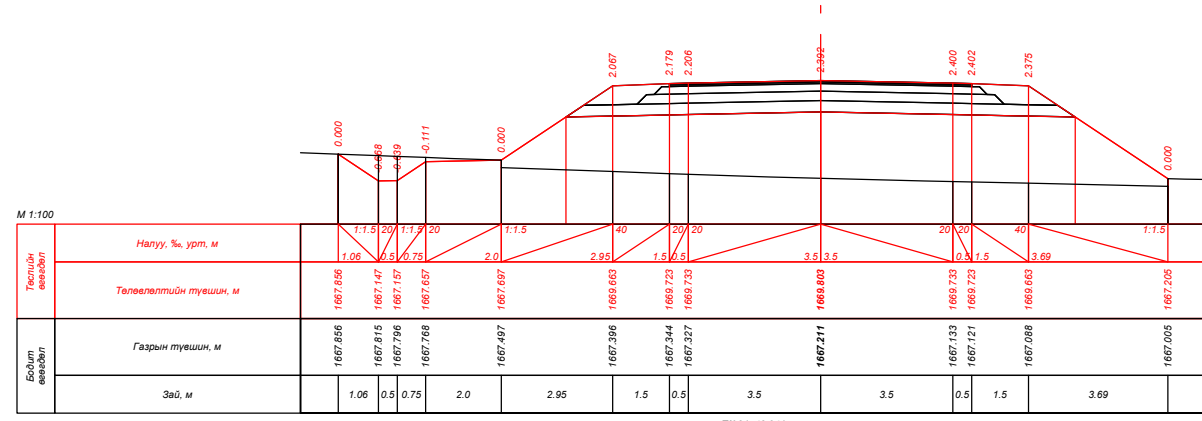 0.000 -0.668 -0.639 -0.111 0.000 2.067 2.179 2.206 2.392 2.400 2.402 2.375 0.000
М 1:100
Төслийн өгөгдөл
Налуу, ‰, урт, м
1:1.5 20 1:1.5 20 1:1.5 40 20 20 20 20 40 1:1.5
1.06 0.5 0.75 2.0 2.95 1.5 0.5 3.5 3.5 0.5 1.5 3.69
Төлөвлөлтийн түвшин, м
1667.856 1667.147 1667.157 1667.657 1667.697 1669.663 1669.723 1669.733 1669.803 1669.733 1669.723 1669.663 1667.205
Бодит өгөгдөл
Газрын түвшин, м
1667.856 1667.815 1667.796 1667.768 1667.497 1667.396 1667.344 1667.327 1667.211 1667.133 1667.121 1667.088 1667.005
Зай, м
1.06 0.5 0.75 2.0 2.95 1.5 0.5 3.5 3.5 0.5 1.5 3.69